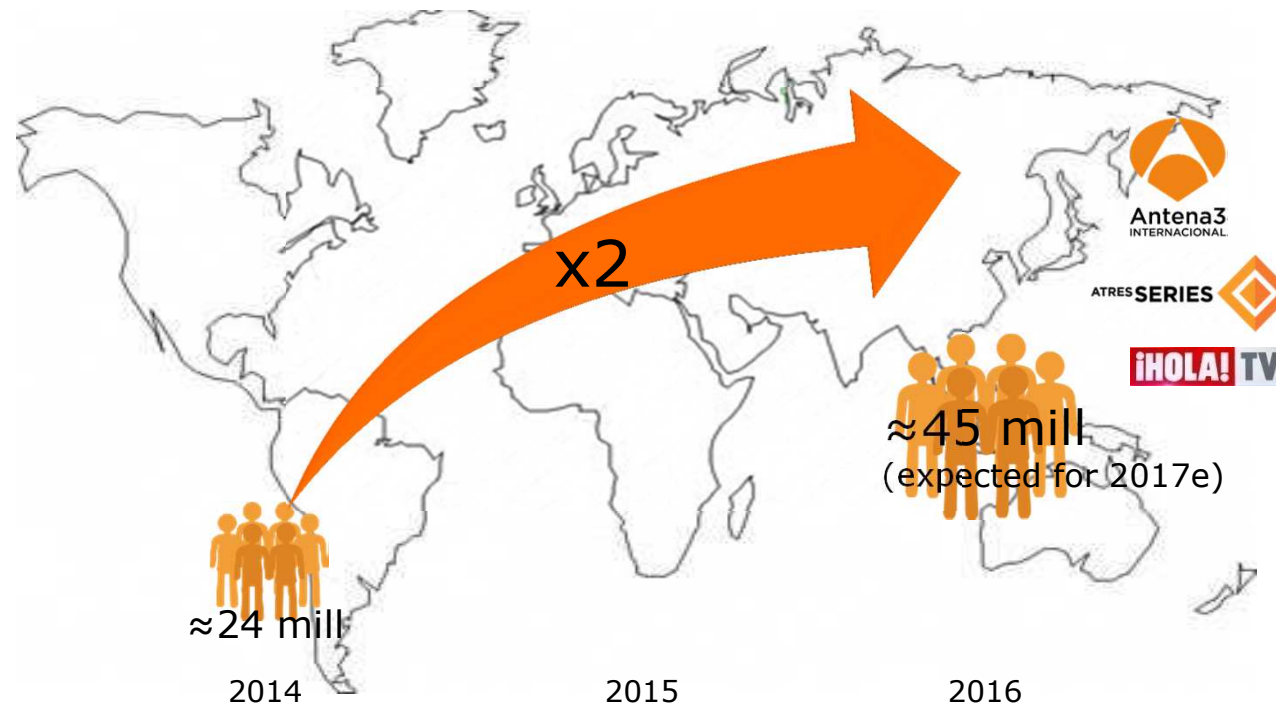 x2
Antena3
INTERNACIONAL
ATRES SERIES
¡HOLA! TV
≈45 mill
(expected for 2017e)
≈24 mill
2014 2015 2016